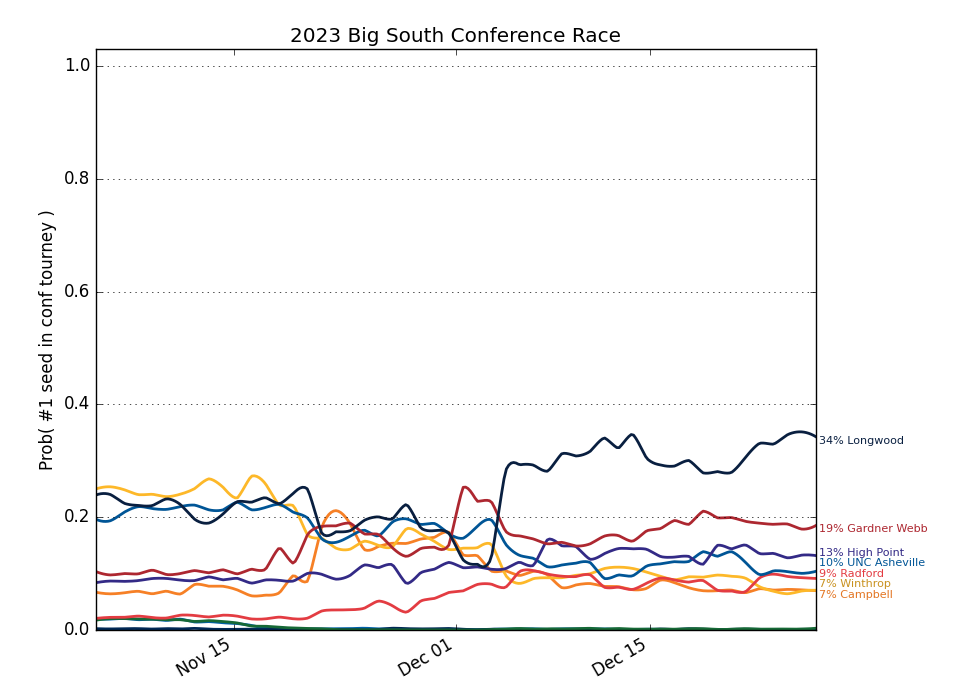 2023 Big South Conference Race
Prob( #1 seed in conf tourney )
1.0
0.8
0.6
0.4
0.2
0.0
Nov 15
Dec 01
Dec 15
34% Longwood
19% Gardner Webb
13% High Point
10% UNC Asheville
9% Radford
7% Winthrop
7% Campbell